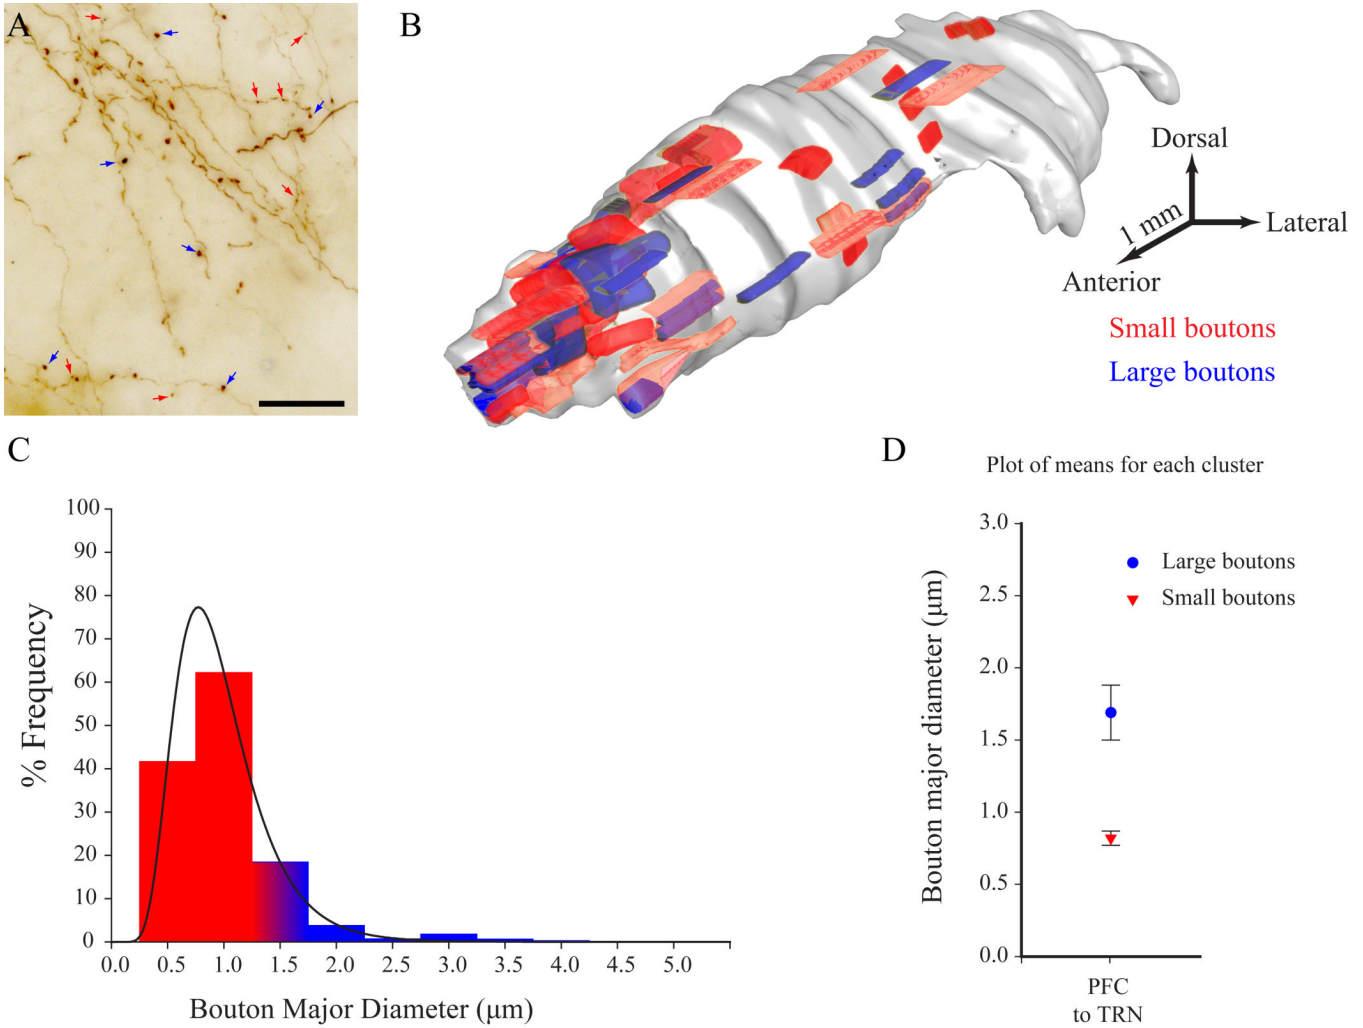 A
B
Dorsal
1 mm
Lateral
Anterior
Small boutons
Large boutons
C
100
90
80
70
60
50
40
30
20
10
0
% Frequency
0.0 0.5 1.0 1.5 2.0 2.5 3.0 3.5 4.0 4.5 5.0
Bouton Major Diameter (μm)
D
Plot of means for each cluster
3.0
2.5
2.0
1.5
1.0
0.5
0.0
Bouton major diameter (μm)
Large boutons
Small boutons
PFC
to TRN